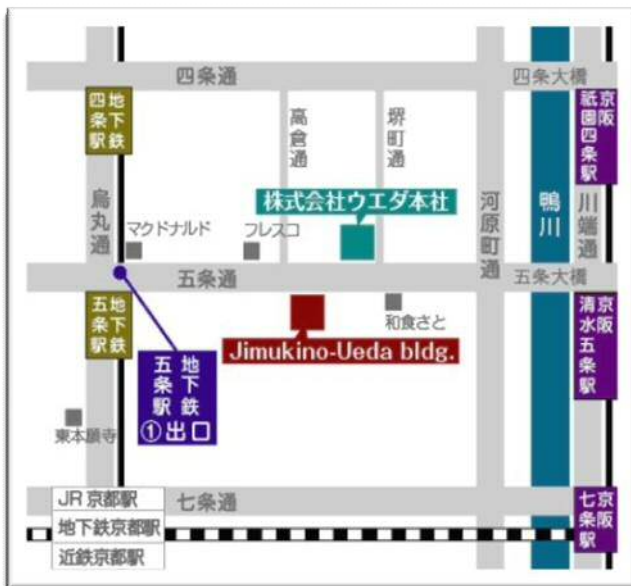 四条通
四条大橋
地下鉄
四条駅
京阪
祇園四条駅
高倉通
堺町通
烏丸通
河原町通
鴨川
川端通
株式会社ウエダ本社
マクドナルド
フレスコ
五条通
五条大橋
地下鉄
五条駅
和食さと
京阪
清水五条駅
Jimukino-Ueda bldg.
地下鉄
五条駅
①出口
東本願寺
JR 京都駅
七条通
地下鉄京都駅
近鉄京都駅
京阪
七条駅